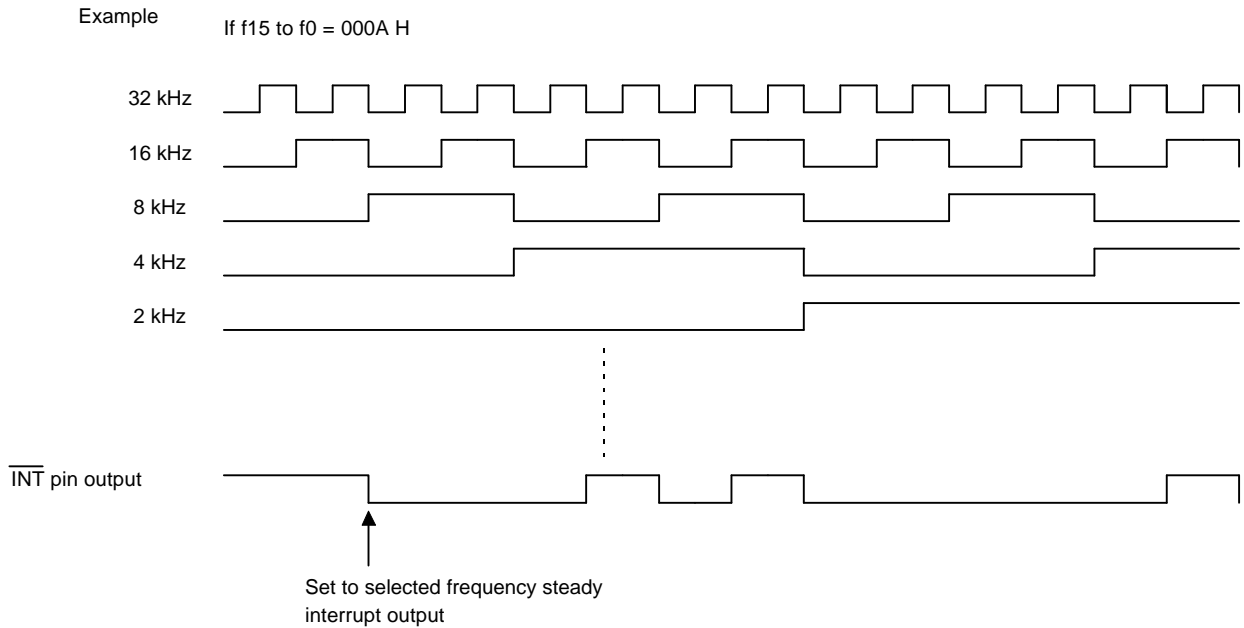 Example
If f15 to f0 = 000A H
32 kHz
16 kHz
8 kHz
4 kHz
2 kHz
INT pin output
Set to selected frequency steady
interrupt output